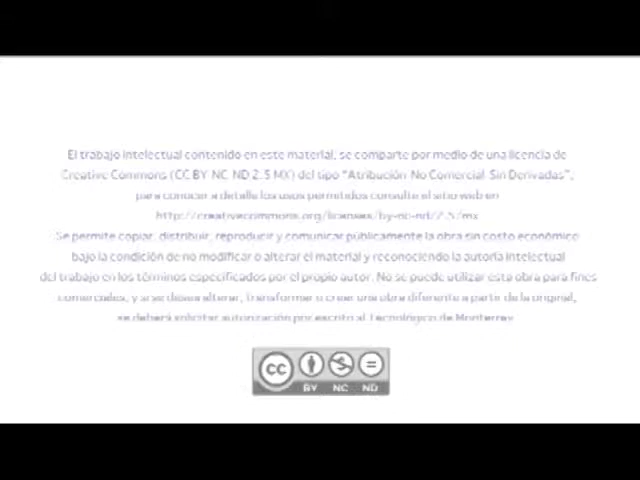 El trabajo intelectual contenido en este material, se comparte por medio de una licencia de
Creative Commons (CC BY NC ND 2.5 MX) del tipo "Atribución No Comercial Sin Derivadas",
para conocer a detalle los usos permitidos consulte el sitio web en
http://creativecommons.org/licenses/by-nc-nd/2.5/mx
Se permite copiar, distribuir, reproducir y comunicar públicamente la obra sin costo económico
bajo la condición de no modificar o alterar el material y reconociendo la autoría intelectual
del trabajo en los términos especificados por el propio autor. No se puede utilizar esta obra para fines
comerciales, y si se desea alterar, transformar o crear una obra diferente a partir de la original,
se deberá solicitar autorización por escrito al Tecnológico de Monterrey
cc
BY NC ND